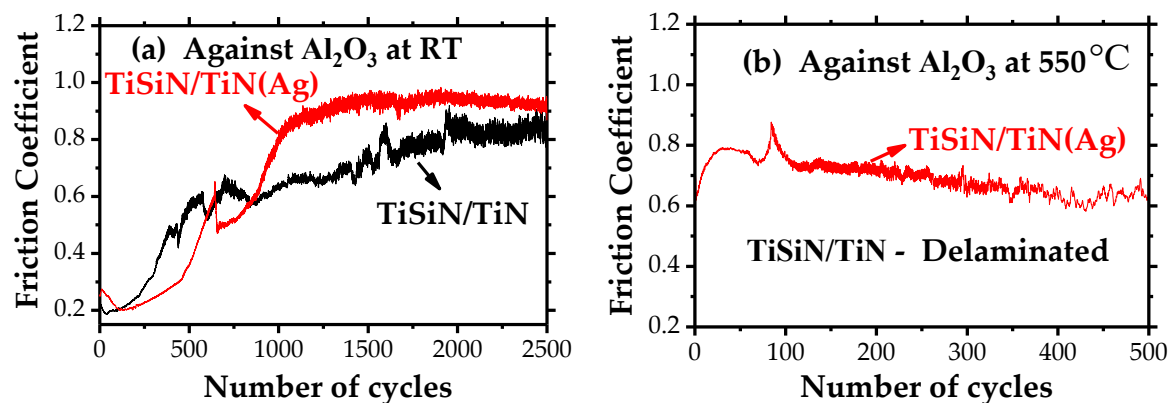 (a) Against Al₂O₃ at RT
TiSiN/TiN(Ag)
TiSiN/TiN
Friction Coefficient
1.2
1.0
0.8
0.6
0.4
0.2
0 500 1000 1500 2000 2500
Number of cycles
(b) Against Al₂O₃ at 550°C
TiSiN/TiN(Ag)
TiSiN/TiN - Delaminated
Friction Coefficient
1.2
1.0
0.8
0.6
0.4
0.2
0 100 200 300 400 500
Number of cycles